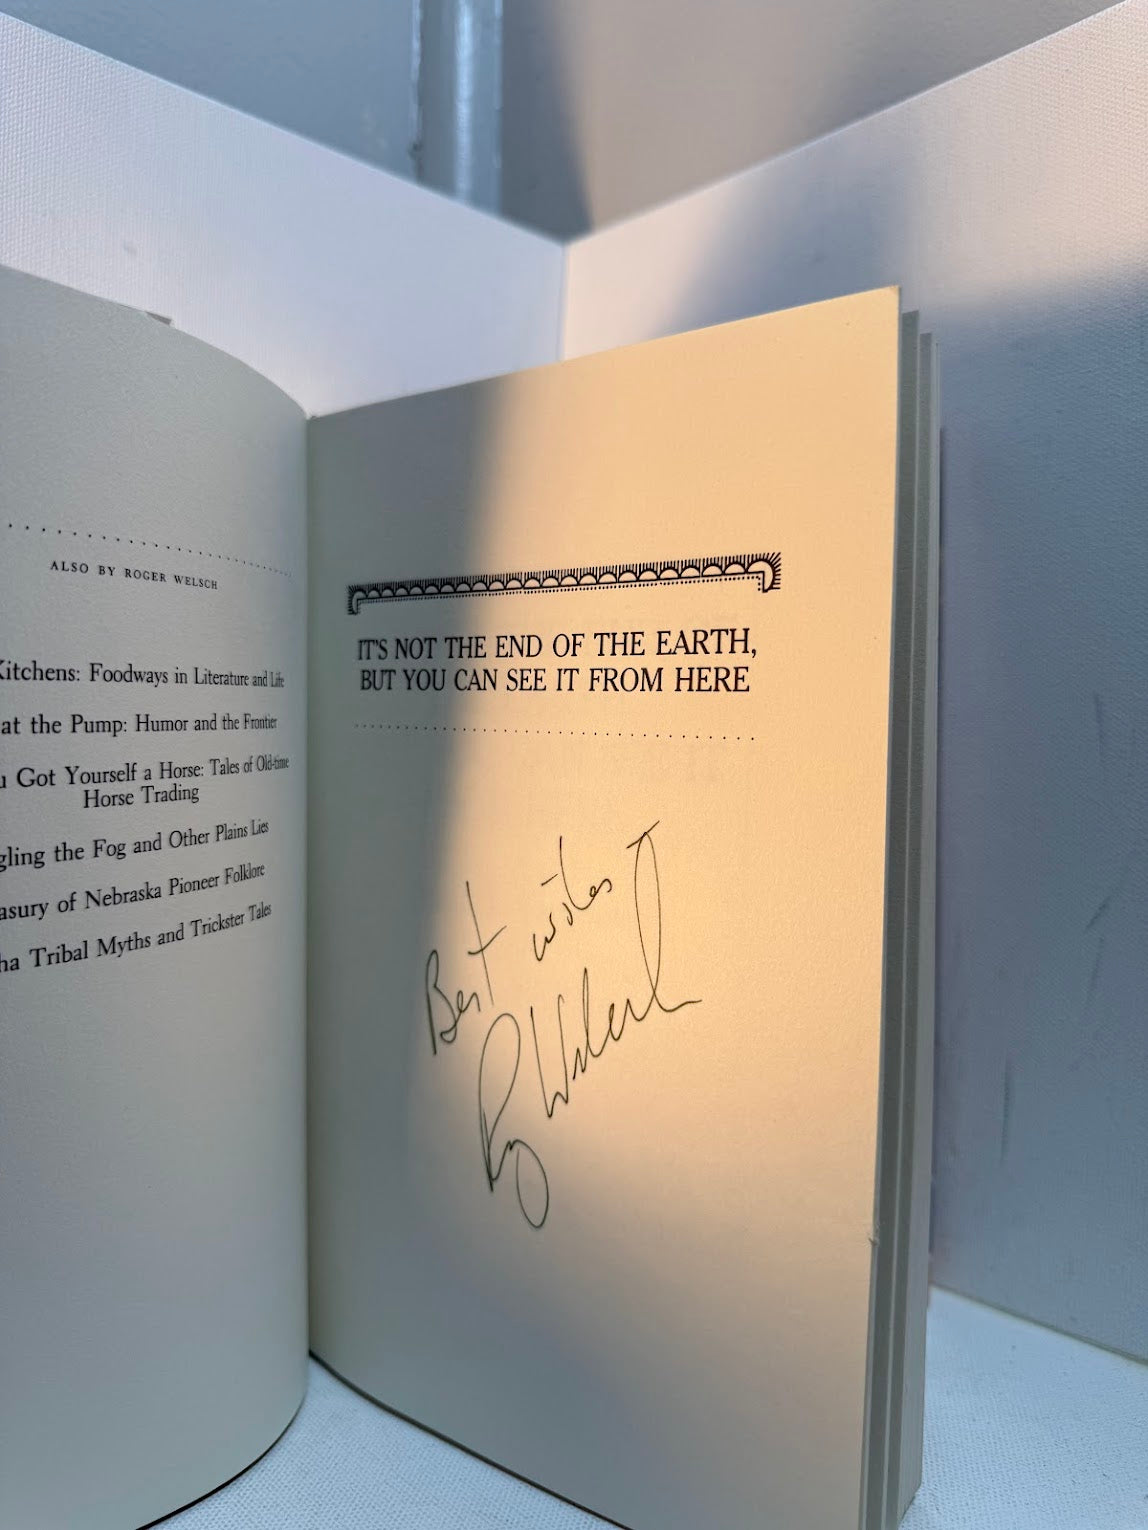 ALSO BY ROGER WELSCH
Kitchens: Foodways in Literature and Life
at the Pump: Humor and the Frontier
u Got Yourself a Horse: Tales of Old-time
Horse Trading
gling the Fog and Other Plains Lies
asury of Nebraska Pioneer Folklore
ha Tribal Myths and Trickster Tales
IT'S NOT THE END OF THE EARTH,
BUT YOU CAN SEE IT FROM HERE
Best wishes
Roger Welsch